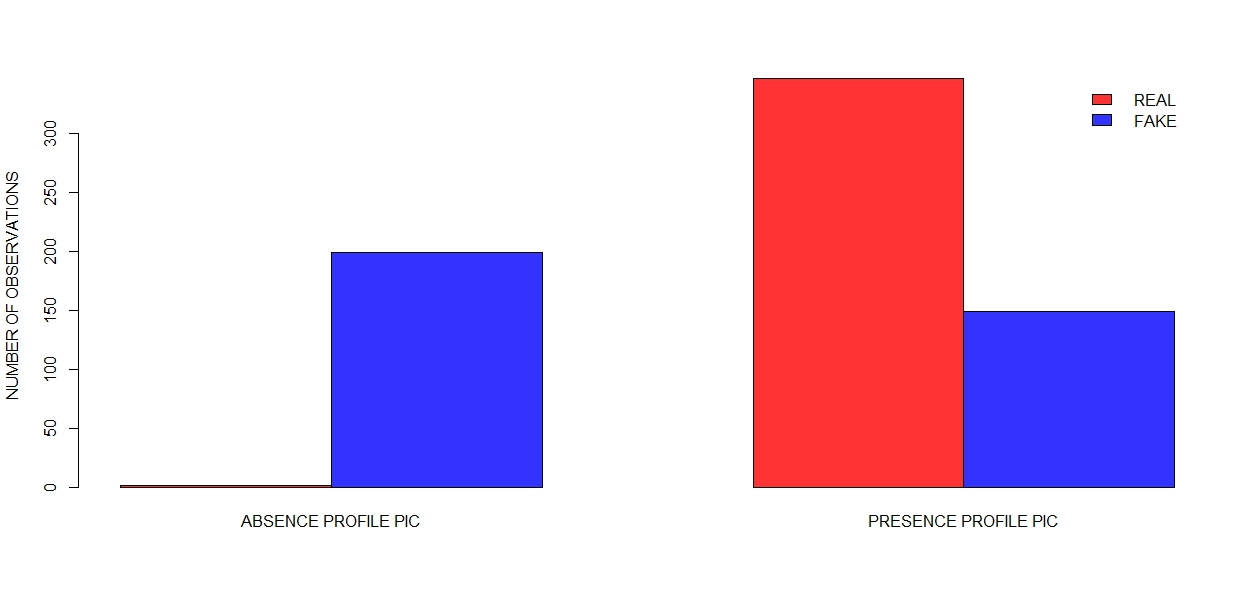 NUMBER OF OBSERVATIONS
300
250
200
150
100
50
0
ABSENCE PROFILE PIC
PRESENCE PROFILE PIC
REAL
FAKE